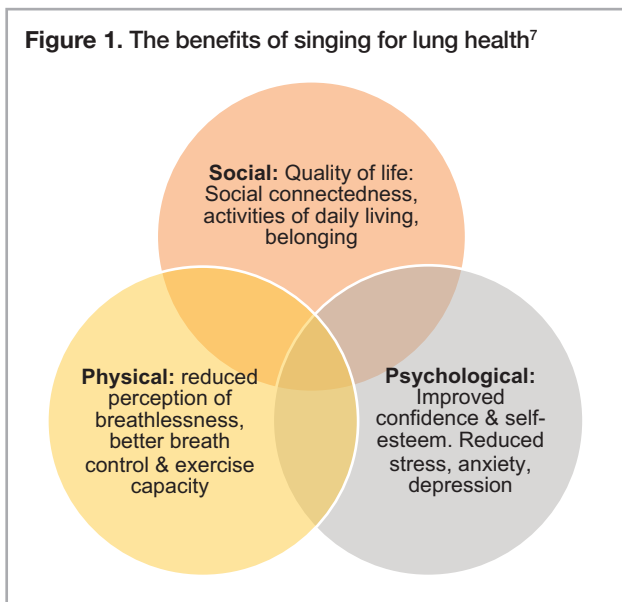 Figure 1. The benefits of singing for lung health⁷
Social: Quality of life:
Social connectedness,
activities of daily living,
belonging
Physical: reduced
perception of
breathlessness,
better breath
control & exercise
capacity
Psychological:
Improved
confidence & self-
esteem. Reduced
stress, anxiety,
depression